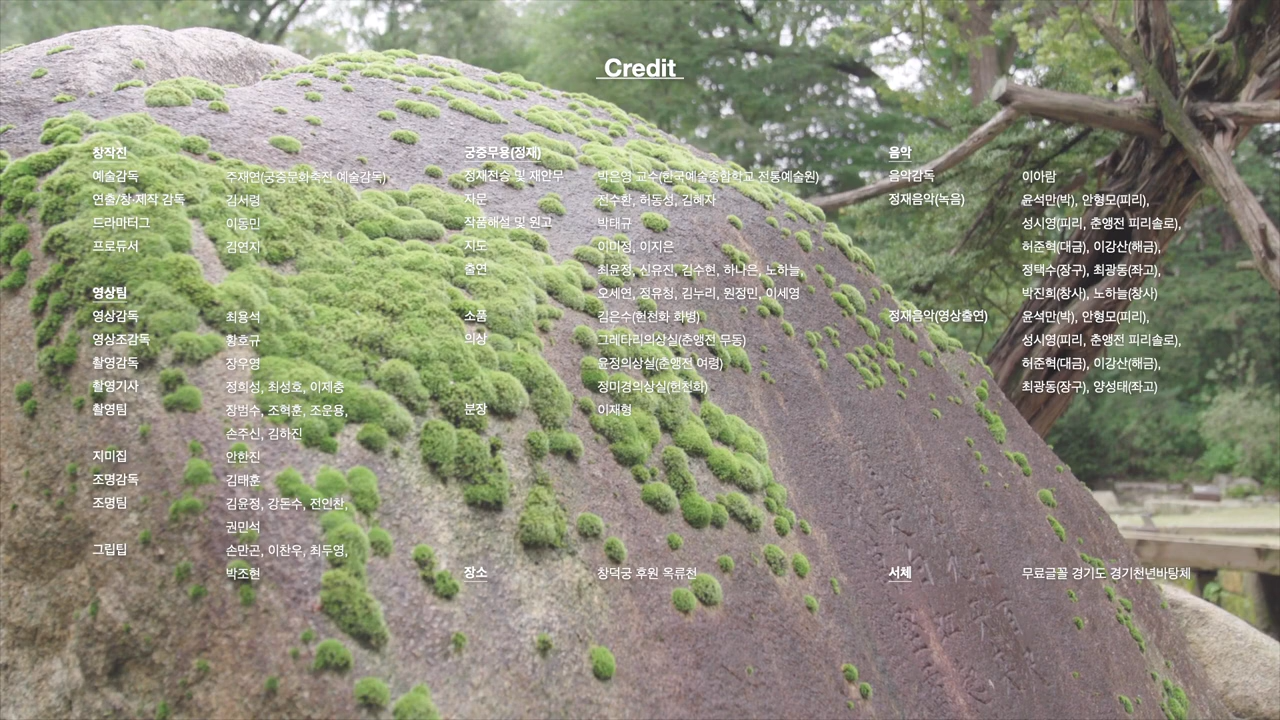 Credit
창작진
예술감독 주재연(궁중문화축전 예술감독)
연출/창·제작 감독 김서령
드라마터그 이동민
프로듀서 김연지
영상팀
영상감독 최용석
영상조감독 황호규
촬영감독 장우영
촬영기사 정희성, 최성호, 이재충
촬영팀 장범수, 조혁훈, 조운용,
손주신, 김하진
지미집 안한진
조명감독 김태훈
조명팀 김윤정, 강돈수, 전인찬,
권민석
그립팁 손만곤, 이찬우, 최두영,
박조현
궁중무용(정재)
정재전승 및 재안무 박은영 교수(한국예술종합학교 전통예술원)
자문 전수환, 허동성, 김혜자
작품해설 및 원고 박태규
지도 이미정, 이지은
출연 최윤정, 신유진, 김수현, 하나은, 노하늘,
오세연, 정유청, 김누리, 원정민, 이세영
소품 김은수(헌천화 화병)
의상 그레타리의상실(춘앵전 무동)
윤정의상실(춘앵전 여령)
정미경의상실(헌천화)
분장 이재형
장소 창덕궁 후원 옥류천
음악
음악감독 이아람
정재음악(녹음) 윤석만(박), 안형모(피리),
성시영(피리, 춘앵전 피리솔로),
허준혁(대금), 이강산(해금),
정택수(장구), 최광동(좌고),
박진희(창사), 노하늘(창사)
정재음악(영상출연) 윤석만(박), 안형모(피리),
성시영(피리, 춘앵전 피리솔로),
허준혁(대금), 이강산(해금),
최광동(장구), 양성태(좌고)
서체 무료글꼴 경기도 경기천년바탕체